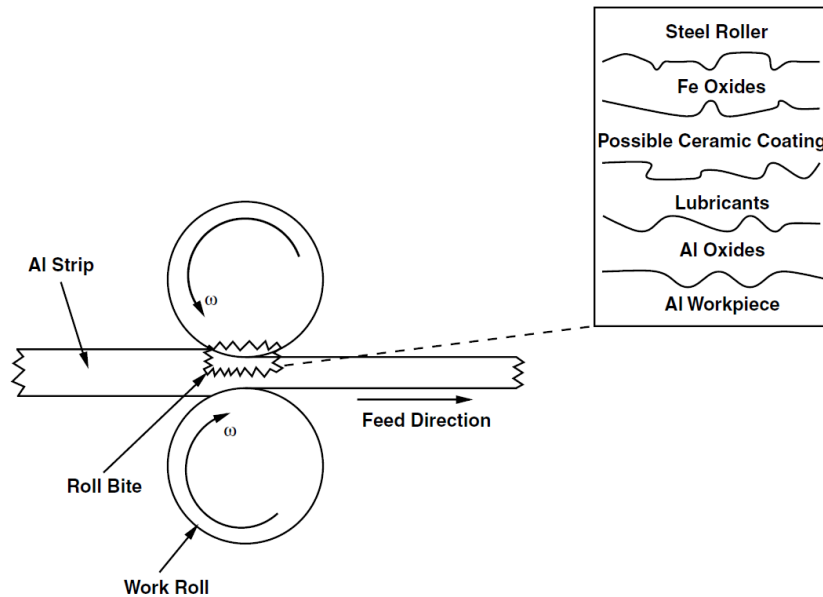 Steel Roller
Fe Oxides
Possible Ceramic Coating
Lubricants
Al Oxides
Al Workpiece
Al Strip
ω
Feed Direction
ω
Roll Bite
Work Roll